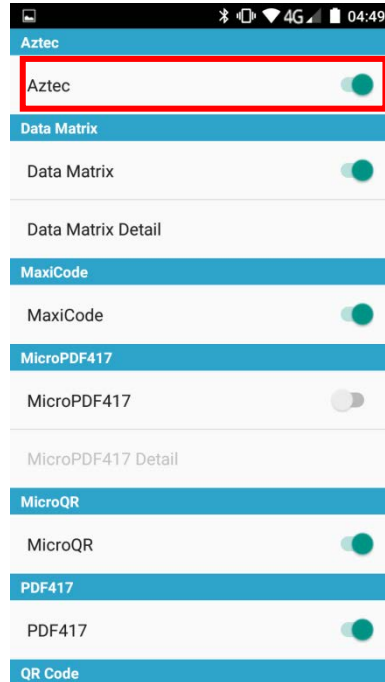 4G 04:49
Aztec
Aztec
Data Matrix
Data Matrix
Data Matrix Detail
MaxiCode
MaxiCode
MicroPDF417
MicroPDF417
MicroPDF417 Detail
MicroQR
MicroQR
PDF417
PDF417
QR Code